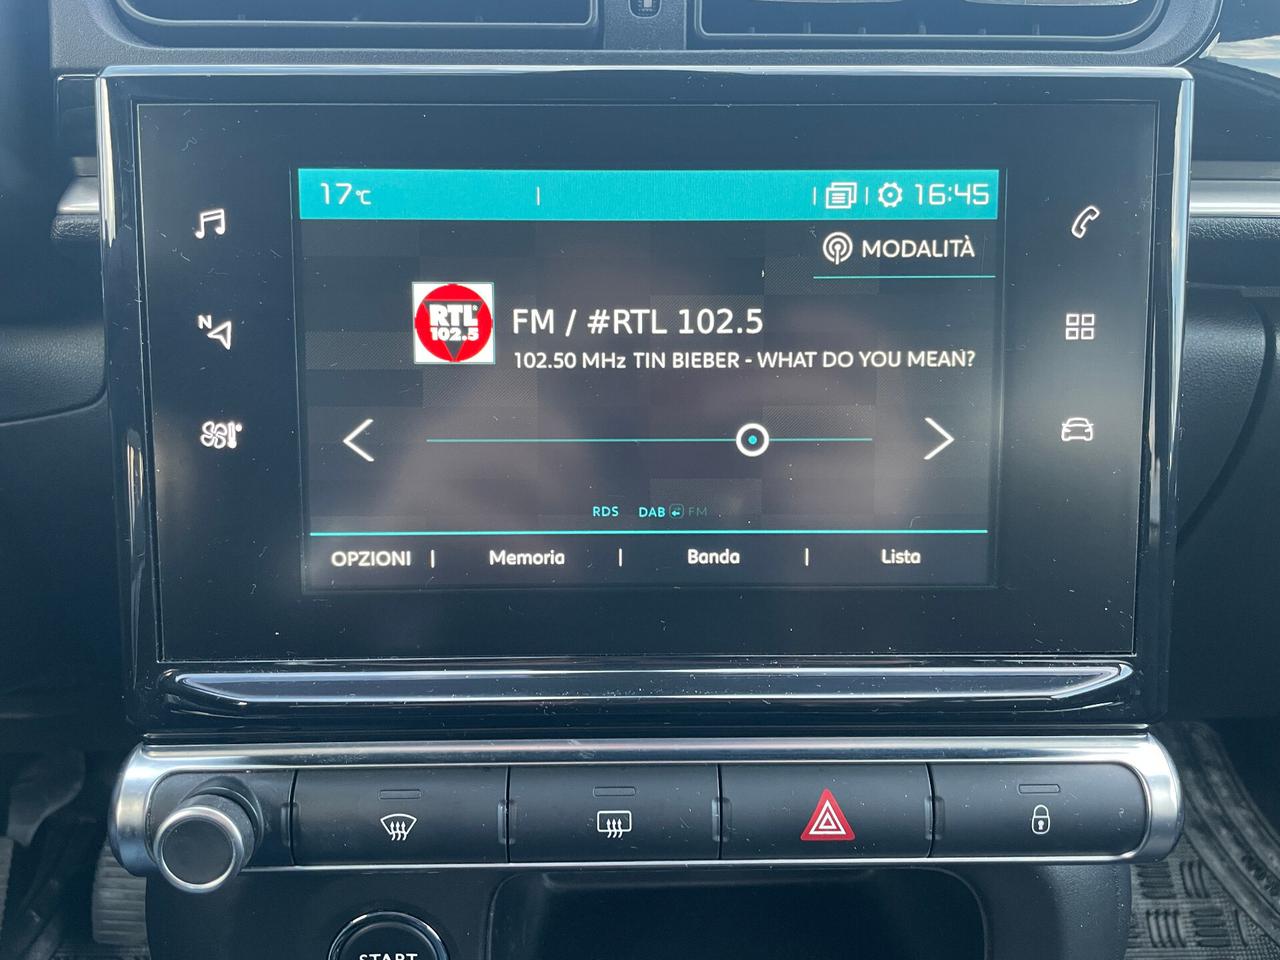 17°C
16:45
MODALITÀ
RTL
102.5
FM / #RTL 102.5
102.50 MHz TIN BIEBER - WHAT DO YOU MEAN?
N
RDS DAB FM
OPZIONI | Memoria | Banda | Lista
START